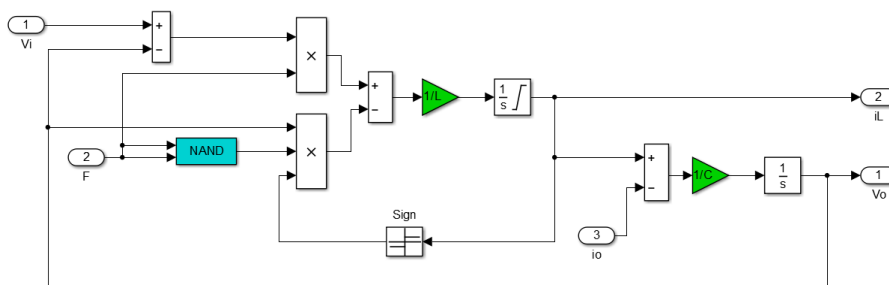 1
Vi
+
−
×
+
−
1/L
1
s
2
iL
×
NAND
2
F
+
−
1/C
1
s
1
Vo
Sign
3
io